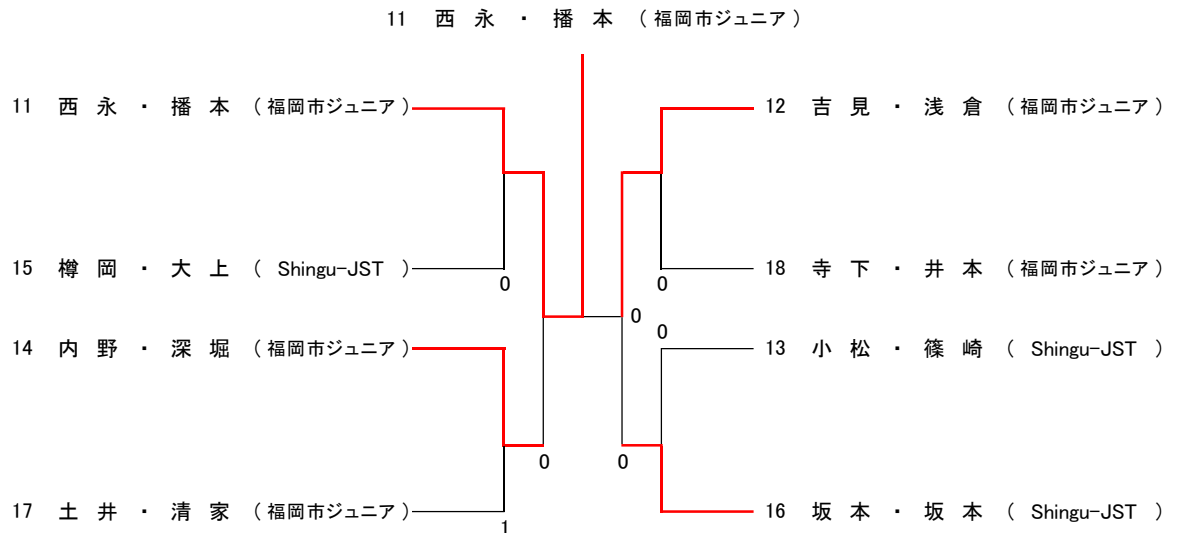 11 西永・播本 (福岡市ジュニア)
11 西永・播本 (福岡市ジュニア) 12 吉見・浅倉 (福岡市ジュニア)
15 樽岡・大上 ( Shingu-JST ) 18 寺下・井本 (福岡市ジュニア)
0 0
0
0
14 内野・深堀 (福岡市ジュニア) 13 小松・篠崎 ( Shingu-JST )
0 0
17 土井・清家 (福岡市ジュニア) 16 坂本・坂本 ( Shingu-JST )
1